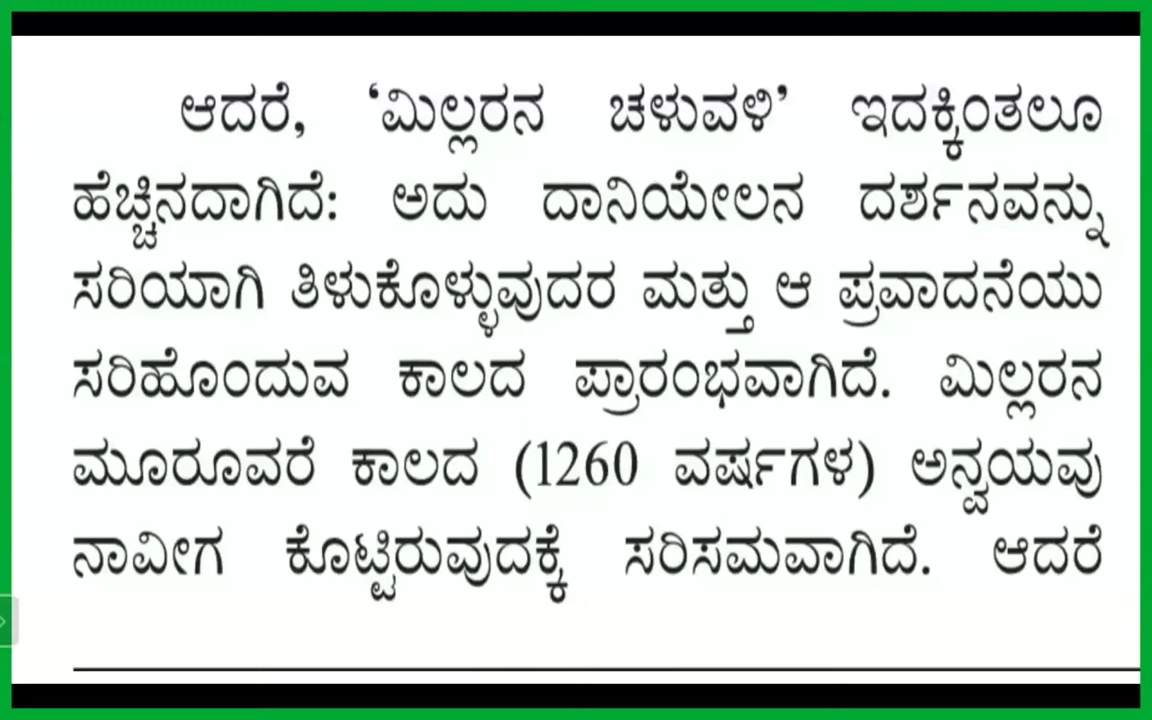 ಆದರೆ, ‘ಮಿಲ್ಲರನ ಚಳುವಳಿ’ ಇದಕ್ಕಿಂತಲೂ
ಹೆಚ್ಚಿನದಾಗಿದೆ: ಅದು ದಾನಿಯೇಲನ ದರ್ಶನವನ್ನು
ಸರಿಯಾಗಿ ತಿಳುಕೊಳ್ಳುವುದರ ಮತ್ತು ಆ ಪ್ರವಾದನೆಯು
ಸರಿಹೊಂದುವ ಕಾಲದ ಪ್ರಾರಂಭವಾಗಿದೆ. ಮಿಲ್ಲರನ
ಮೂರೂವರೆ ಕಾಲದ (1260 ವರ್ಷಗಳ) ಅನ್ವಯವು
ನಾವೀಗ ಕೊಟ್ಟಿರುವುದಕ್ಕೆ ಸರಿಸಮವಾಗಿದೆ. ಆದರೆ